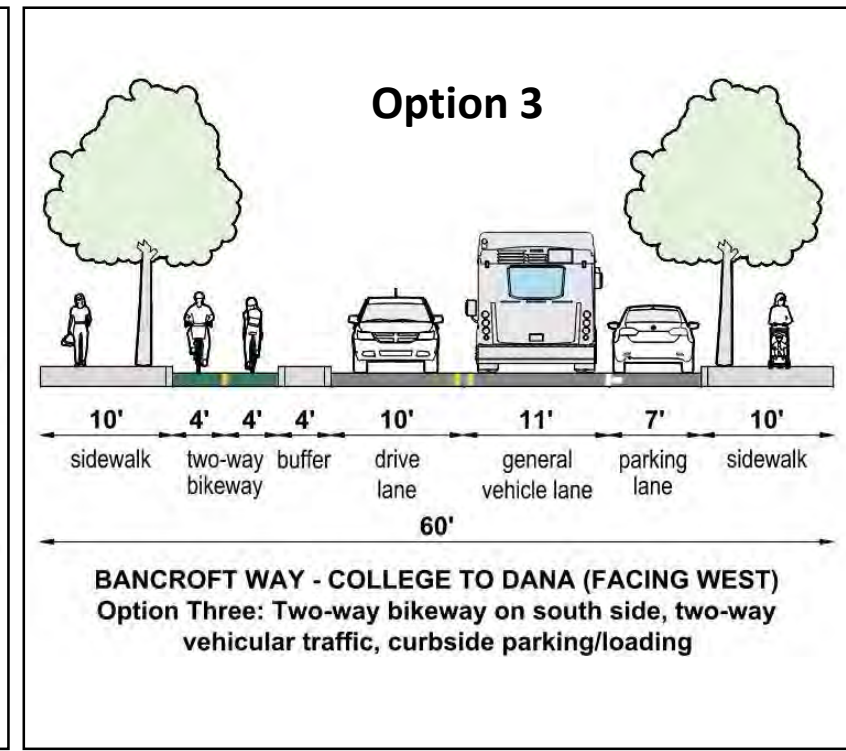 Option 3
10' 4' 4' 4' 10' 11' 7' 10'
sidewalk two-way buffer drive general parking sidewalk
bikeway lane vehicle lane lane
60'
BANCROFT WAY - COLLEGE TO DANA (FACING WEST)
Option Three: Two-way bikeway on south side, two-way
vehicular traffic, curbside parking/loading